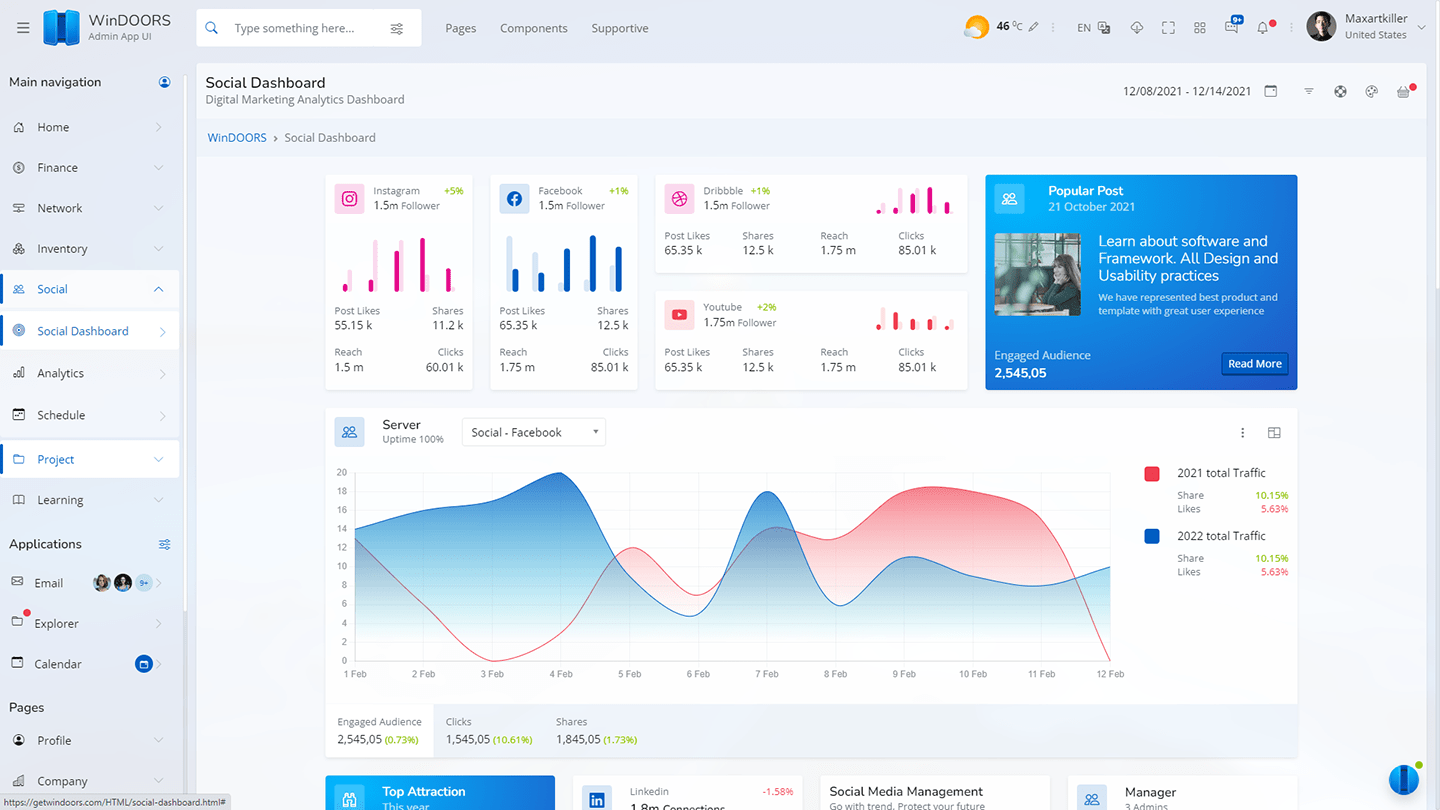 WinDOORS
Admin App UI
Type something here...
Pages
Components
Supportive
46 °C
EN
9+
Maxartkiller
United States
Main navigation
Home
Finance
Network
Inventory
Social
Social Dashboard
Analytics
Schedule
Project
Learning
Applications
Email
9+
Explorer
Calendar
Pages
Profile
Company
https://getwindoors.com/HTML/social-dashboard.html#
Social Dashboard
Digital Marketing Analytics Dashboard
12/08/2021 - 12/14/2021
WinDOORS › Social Dashboard
Instagram +5%
1.5m Follower
Post Likes Shares
55.15 k 11.2 k
Reach Clicks
1.5 m 60.01 k
Facebook +1%
1.5m Follower
Post Likes Shares
65.35 k 12.5 k
Reach Clicks
1.75 m 85.01 k
Dribbble +1%
1.5m Follower
Post Likes Shares Reach Clicks
65.35 k 12.5 k 1.75 m 85.01 k
Youtube +2%
1.75m Follower
Post Likes Shares Reach Clicks
65.35 k 12.5 k 1.75 m 85.01 k
Popular Post
21 October 2021
Learn about software and
Framework. All Design and
Usability practices
We have represented best product and
template with great user experience
Engaged Audience
2,545,05
Read More
Server
Uptime 100%
Social - Facebook
20
18
16
14
12
10
8
6
4
2
0
1 Feb 2 Feb 3 Feb 4 Feb 5 Feb 6 Feb 7 Feb 8 Feb 9 Feb 10 Feb 11 Feb 12 Feb
2021 total Traffic
Share 10.15%
Likes 5.63%
2022 total Traffic
Share 10.15%
Likes 5.63%
Engaged Audience Clicks Shares
2,545,05 (0.73%) 1,545,05 (10.61%) 1,845,05 (1.73%)
Top Attraction
This year
Linkedin -1.58%
1.8m Connections
Social Media Management
Go with trend. Protect your future
Manager
3 Admins